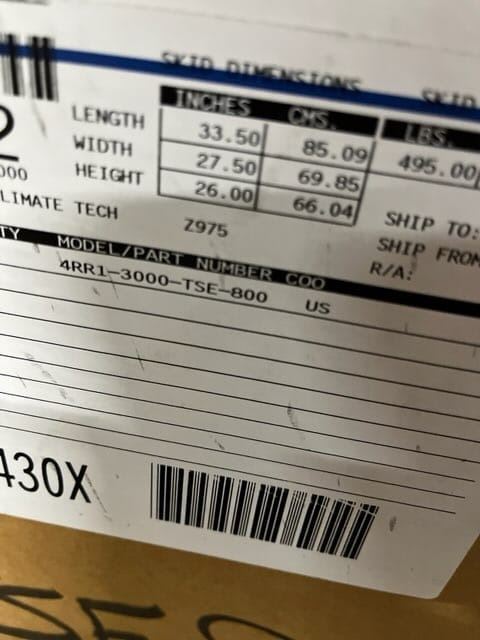 SKID DIMENSIONS SKID
INCHES CMS. LBS.
LENGTH 33.50 85.09 495.00
WIDTH 27.50 69.85
HEIGHT 26.00 66.04
SHIP TO:
SHIP FROM
R/A:
LIMATE TECH Z975
TY MODEL/PART NUMBER COO
4RR1-3000-TSE-800 US
430X